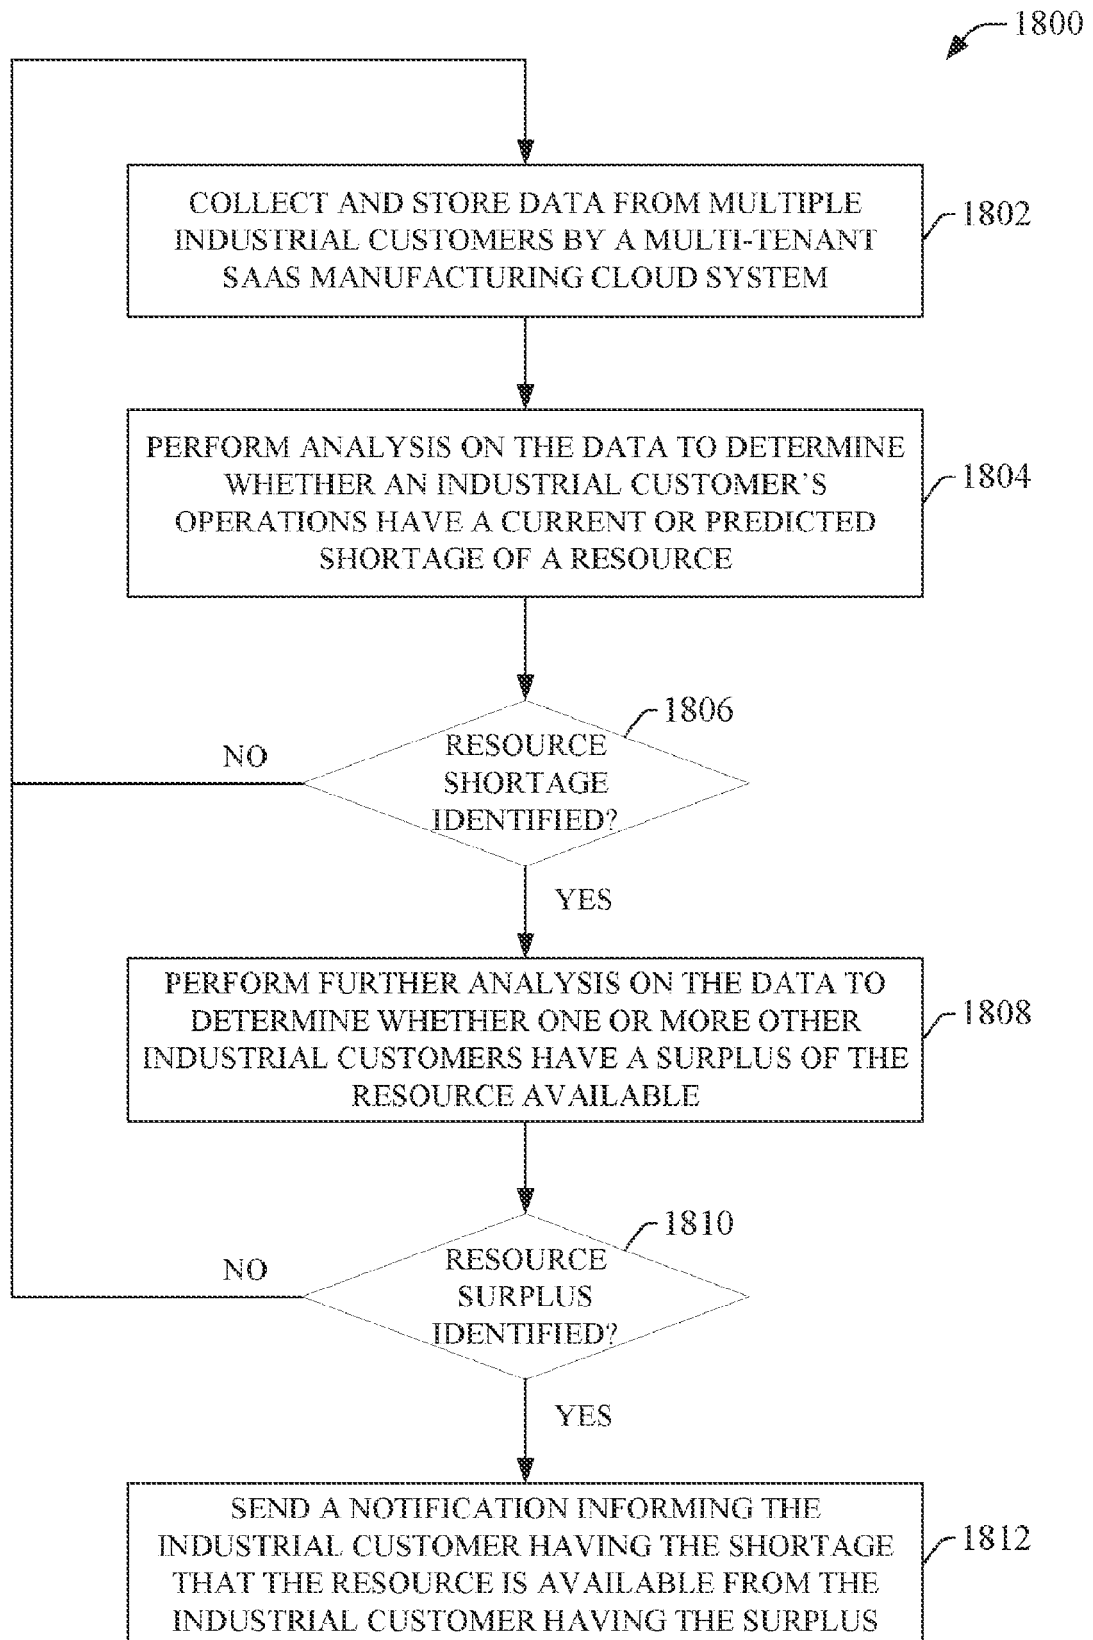 1800
COLLECT AND STORE DATA FROM MULTIPLE
INDUSTRIAL CUSTOMERS BY A MULTI-TENANT
SAAS MANUFACTURING CLOUD SYSTEM
1802
PERFORM ANALYSIS ON THE DATA TO DETERMINE
WHETHER AN INDUSTRIAL CUSTOMER'S
OPERATIONS HAVE A CURRENT OR PREDICTED
SHORTAGE OF A RESOURCE
1804
1806
RESOURCE
SHORTAGE
IDENTIFIED?
NO
YES
PERFORM FURTHER ANALYSIS ON THE DATA TO
DETERMINE WHETHER ONE OR MORE OTHER
INDUSTRIAL CUSTOMERS HAVE A SURPLUS OF THE
RESOURCE AVAILABLE
1808
1810
RESOURCE
SURPLUS
IDENTIFIED?
NO
YES
SEND A NOTIFICATION INFORMING THE
INDUSTRIAL CUSTOMER HAVING THE SHORTAGE
THAT THE RESOURCE IS AVAILABLE FROM THE
INDUSTRIAL CUSTOMER HAVING THE SURPLUS
1812